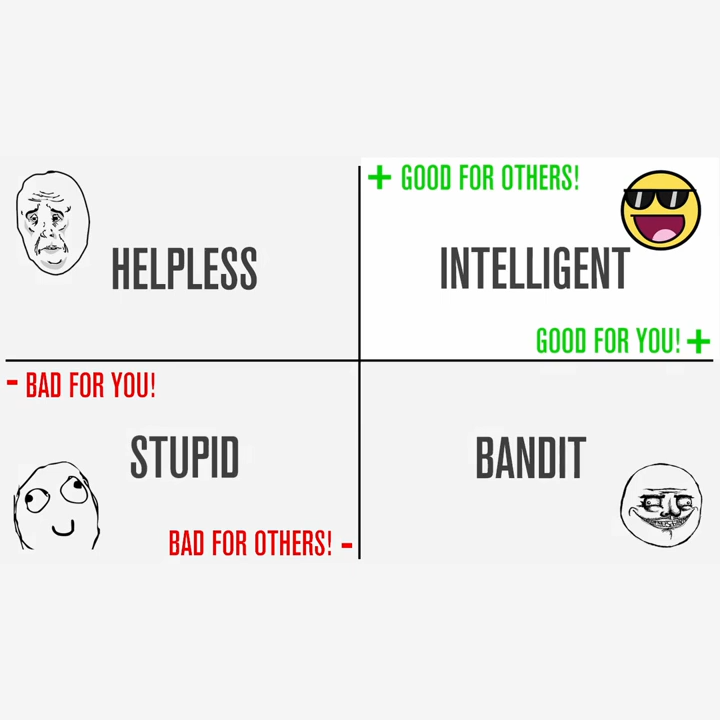 + GOOD FOR OTHERS!
HELPLESS
INTELLIGENT
GOOD FOR YOU! +
- BAD FOR YOU!
STUPID
BANDIT
BAD FOR OTHERS! -